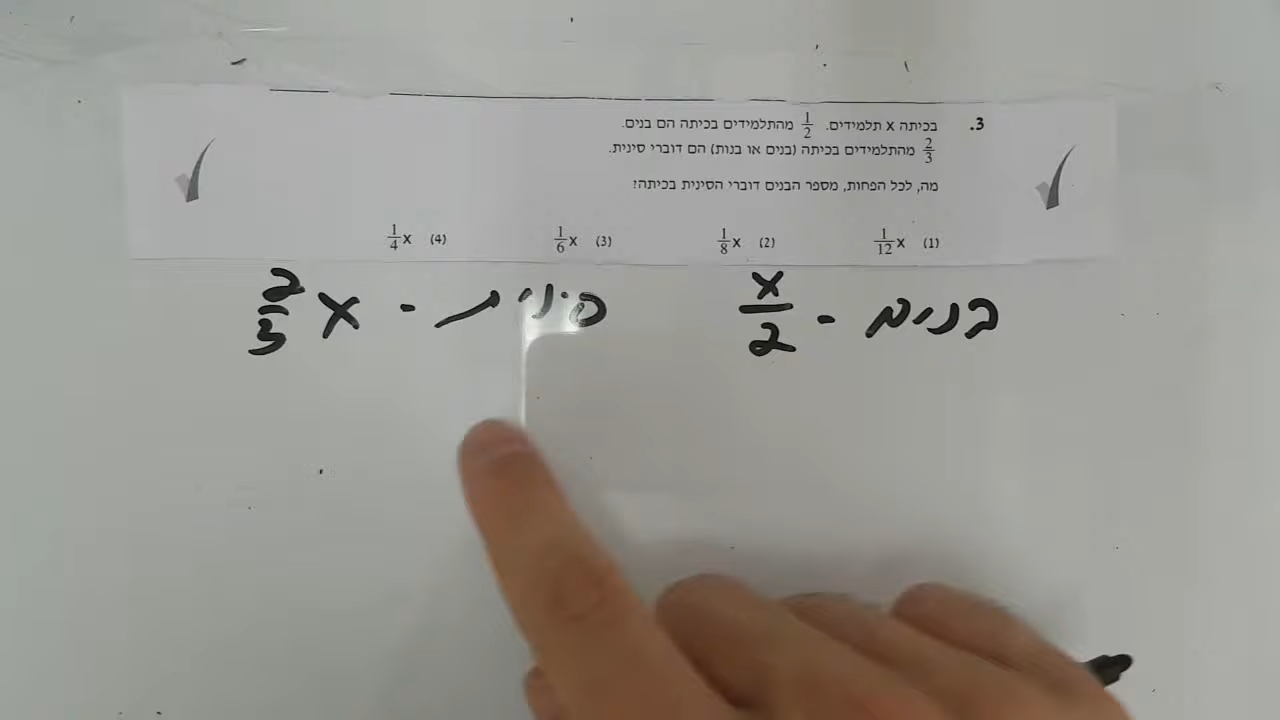 3. בכיתה x תלמידים. 1/2 מהתלמידים בכיתה הם בנים.
2/3 מהתלמידים בכיתה (בנים או בנות) הם דוברי סינית.
מה, לכל הפחות, מספר הבנים דוברי הסינית בכיתה?
(1) 1/12 x (2) 1/8 x (3) 1/6 x (4) 1/4 x
בנים - x/2
סינית - 2/3 x